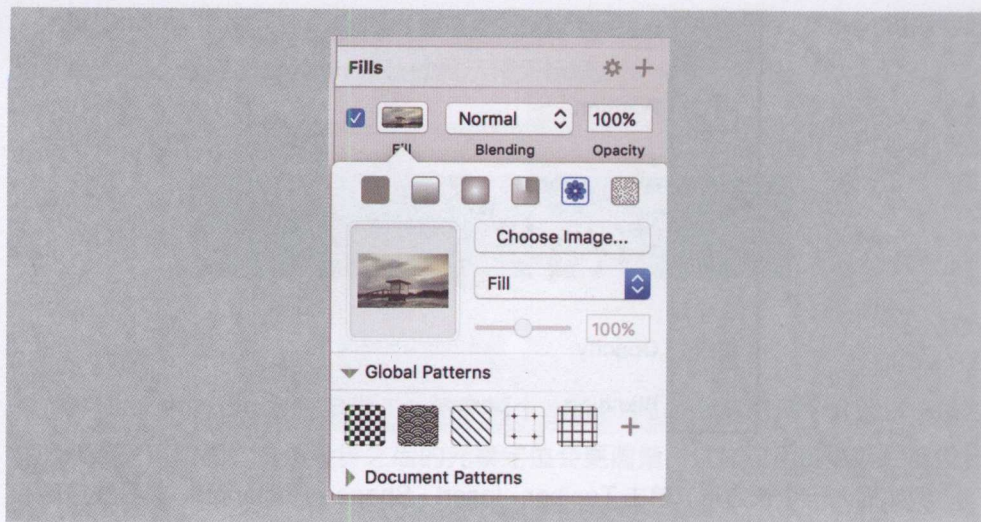 Fills
Normal 100%
Fill Blending Opacity
Choose Image...
Fill
100%
Global Patterns
Document Patterns